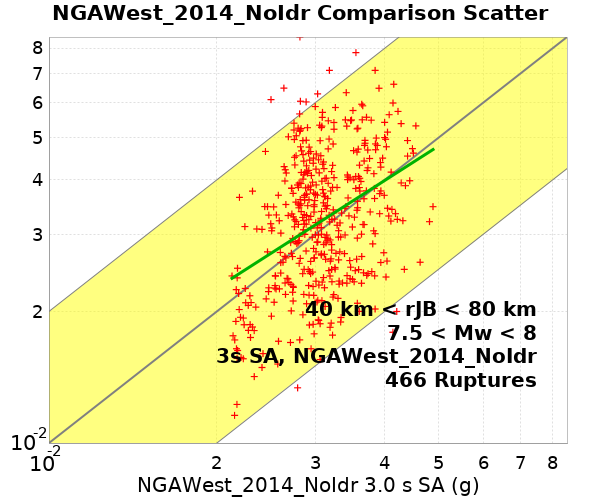 NGAWest_2014_NoIdr Comparison Scatter
8
7
6
5
4
3
2
10-2
40 km < rJB < 80 km
7.5 < Mw < 8
3s SA, NGAWest_2014_NoIdr
466 Ruptures
10-2 2 3 4 5 6 7 8
NGAWest_2014_NoIdr 3.0 s SA (g)